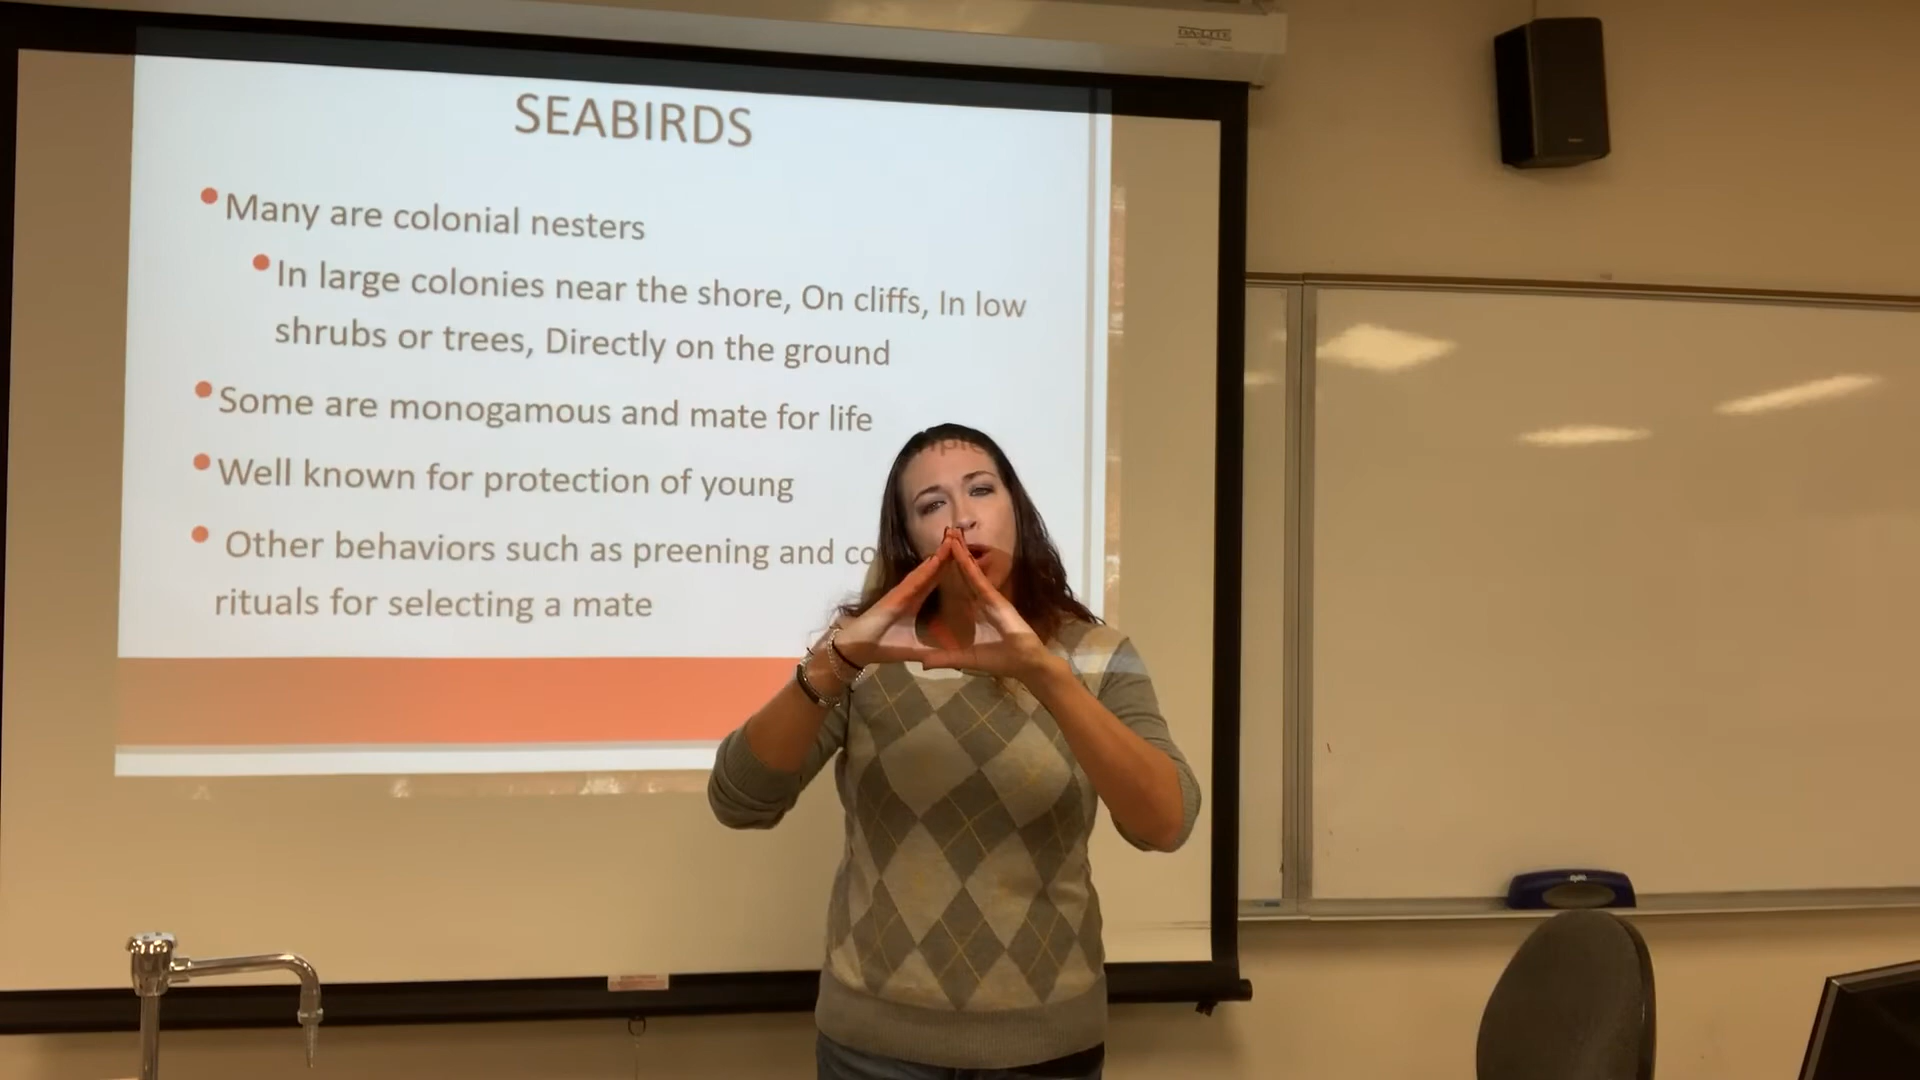 DA-LITE
SEABIRDS
Many are colonial nesters
In large colonies near the shore, On cliffs, In low
shrubs or trees, Directly on the ground
Some are monogamous and mate for life
Well known for protection of young
Other behaviors such as preening and co
rituals for selecting a mate